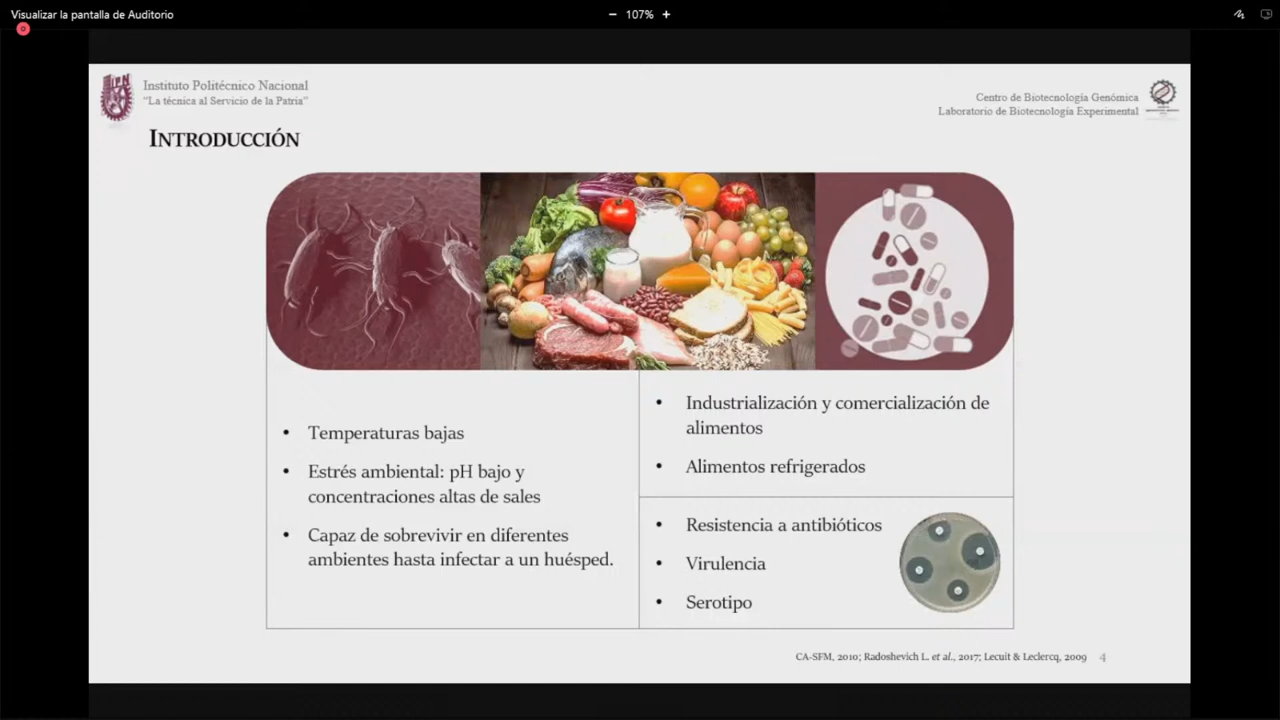 Visualizar la pantalla de Auditorio
− 107% +
Instituto Politécnico Nacional
“La técnica al Servicio de la Patria”
Centro de Biotecnología Genómica
Laboratorio de Biotecnología Experimental
INTRODUCCIÓN
• Temperaturas bajas
• Estrés ambiental: pH bajo y
concentraciones altas de sales
• Capaz de sobrevivir en diferentes
ambientes hasta infectar a un huésped.
• Industrialización y comercialización de
alimentos
• Alimentos refrigerados
• Resistencia a antibióticos
• Virulencia
• Serotipo
CA-SFM, 2010; Radoshevich L. et al., 2017; Lecuit & Leclercq, 2009 4